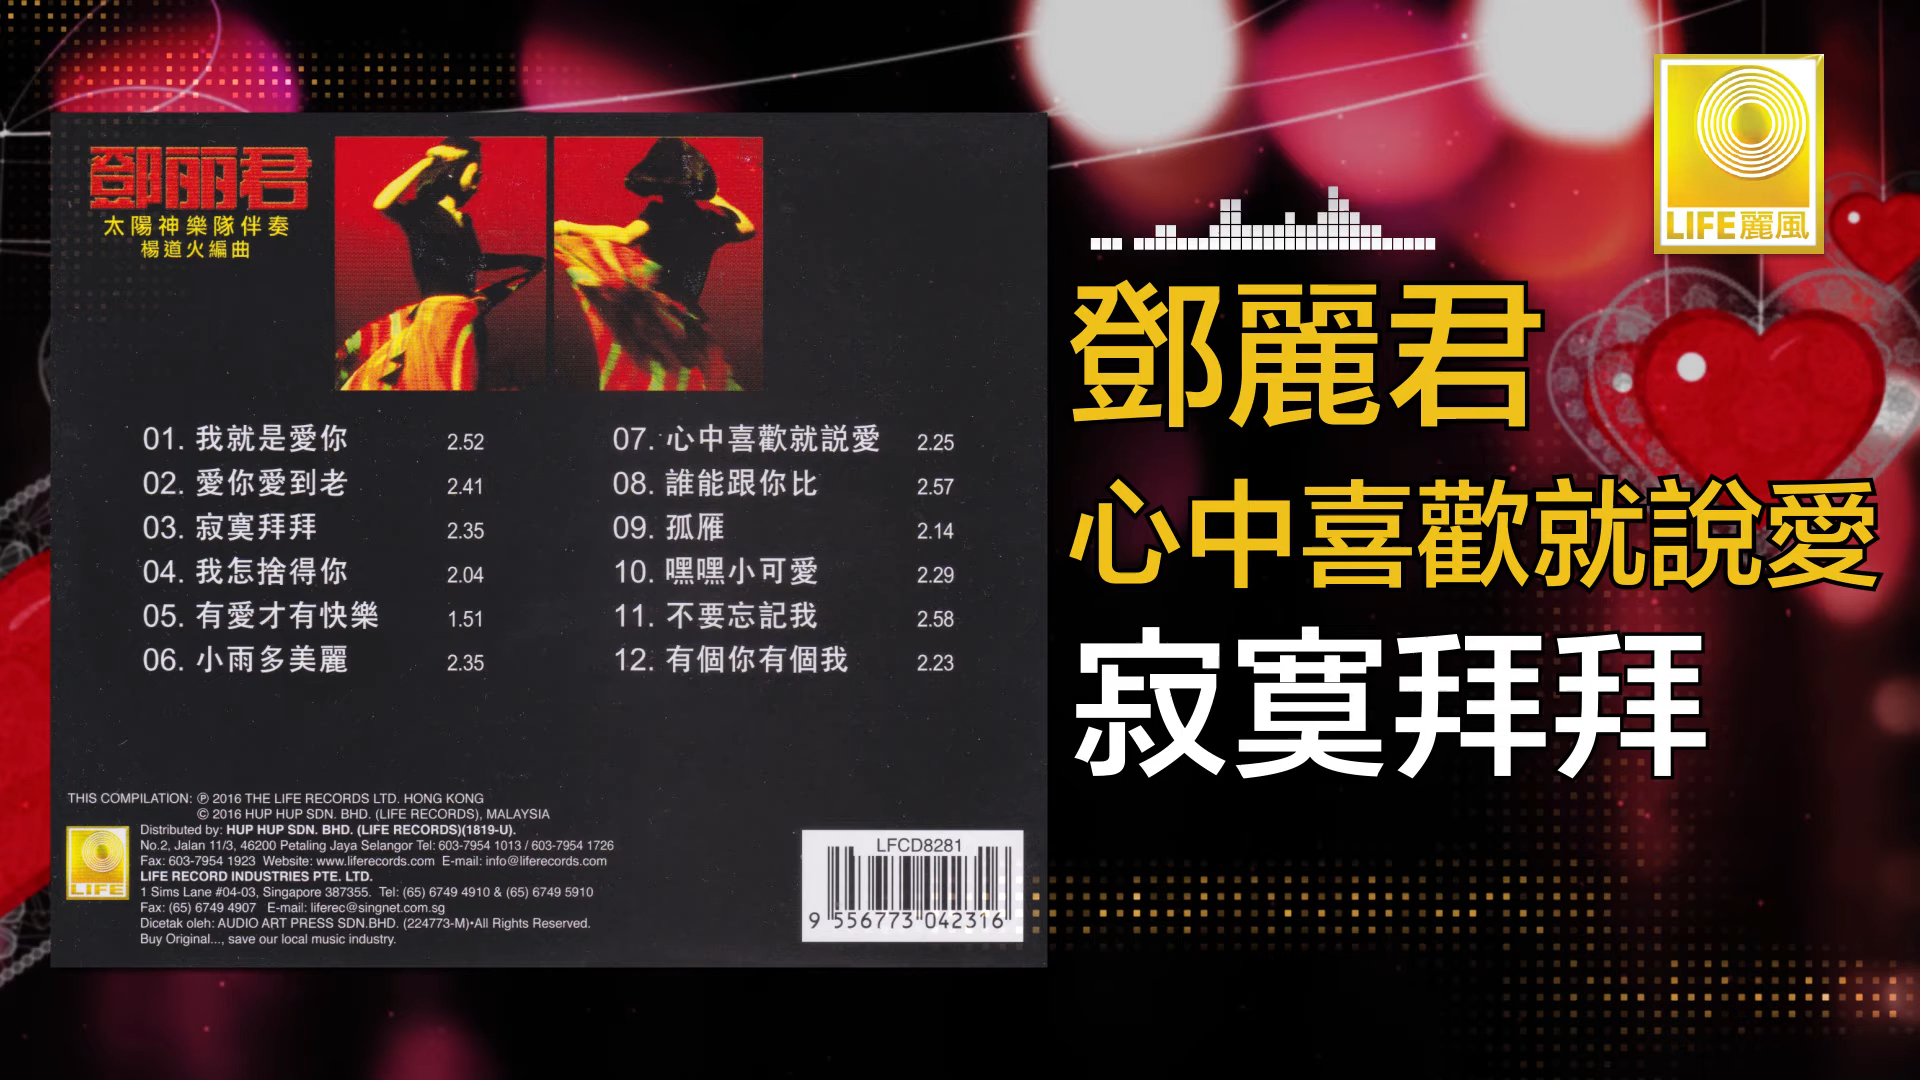 鄧丽君
太陽神樂隊伴奏
楊道火編曲
01. 我就是愛你 2.52
02. 愛你愛到老 2.41
03. 寂寞拜拜 2.35
04. 我怎捨得你 2.04
05. 有愛才有快樂 1.51
06. 小雨多美麗 2.35
07. 心中喜歡就説愛 2.25
08. 誰能跟你比 2.57
09. 孤雁 2.14
10. 嘿嘿小可愛 2.29
11. 不要忘記我 2.58
12. 有個你有個我 2.23
THIS COMPILATION: ℗ 2016 THE LIFE RECORDS LTD. HONG KONG
© 2016 HUP HUP SDN. BHD. (LIFE RECORDS), MALAYSIA
Distributed by: HUP HUP SDN. BHD. (LIFE RECORDS)(1819-U).
No.2, Jalan 11/3, 46200 Petaling Jaya Selangor Tel: 603-7954 1013 / 603-7954 1726
Fax: 603-7954 1923 Website: www.liferecords.com E-mail: info@liferecords.com
LIFE RECORD INDUSTRIES PTE. LTD.
1 Sims Lane #04-03, Singapore 387355. Tel: (65) 6749 4910 & (65) 6749 5910
Fax: (65) 6749 4907 E-mail: liferec@singnet.com.sg
Dicetak oleh: AUDIO ART PRESS SDN.BHD. (224773-M)•All Rights Reserved.
Buy Original..., save our local music industry.
LIFE
LFCD8281
9 556773 042316
LIFE麗風
鄧麗君
心中喜歡就說愛
寂寞拜拜